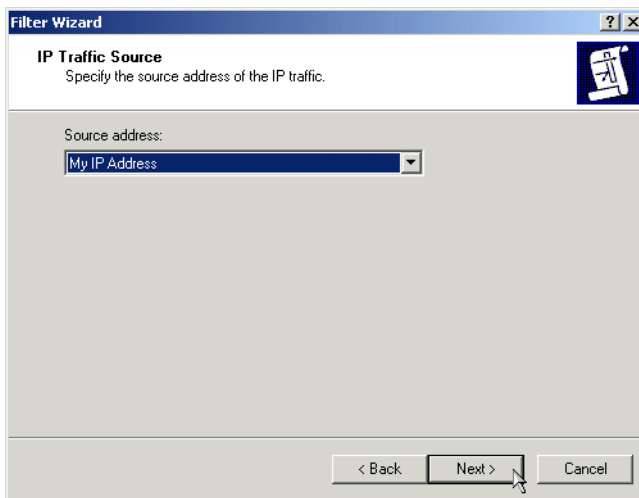 Filter Wizard
IP Traffic Source
Specify the source address of the IP traffic.
Source address:
My IP Address
< Back Next > Cancel